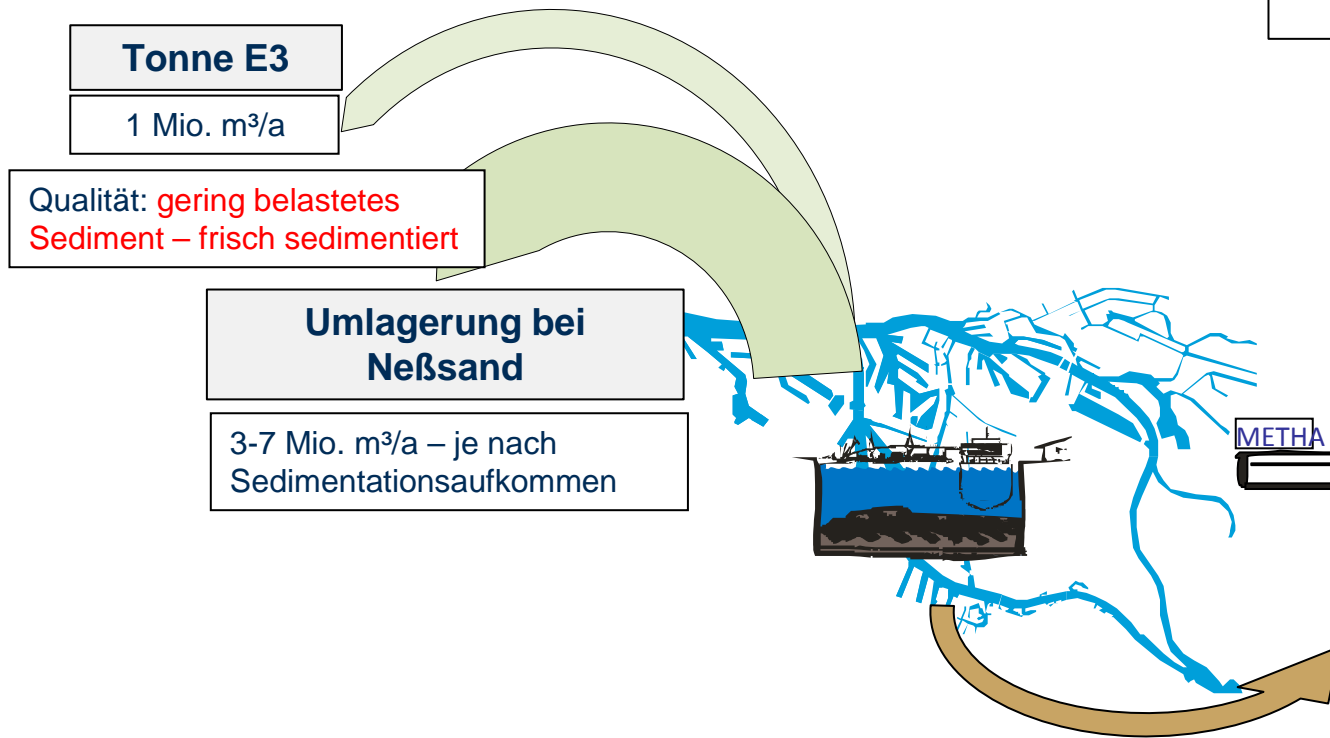 Tonne E3
1 Mio. m³/a
Qualität: gering belastetes
Sediment – frisch sedimentiert
Umlagerung bei
Neßsand
3-7 Mio. m³/a – je nach
Sedimentationsaufkommen
METHA